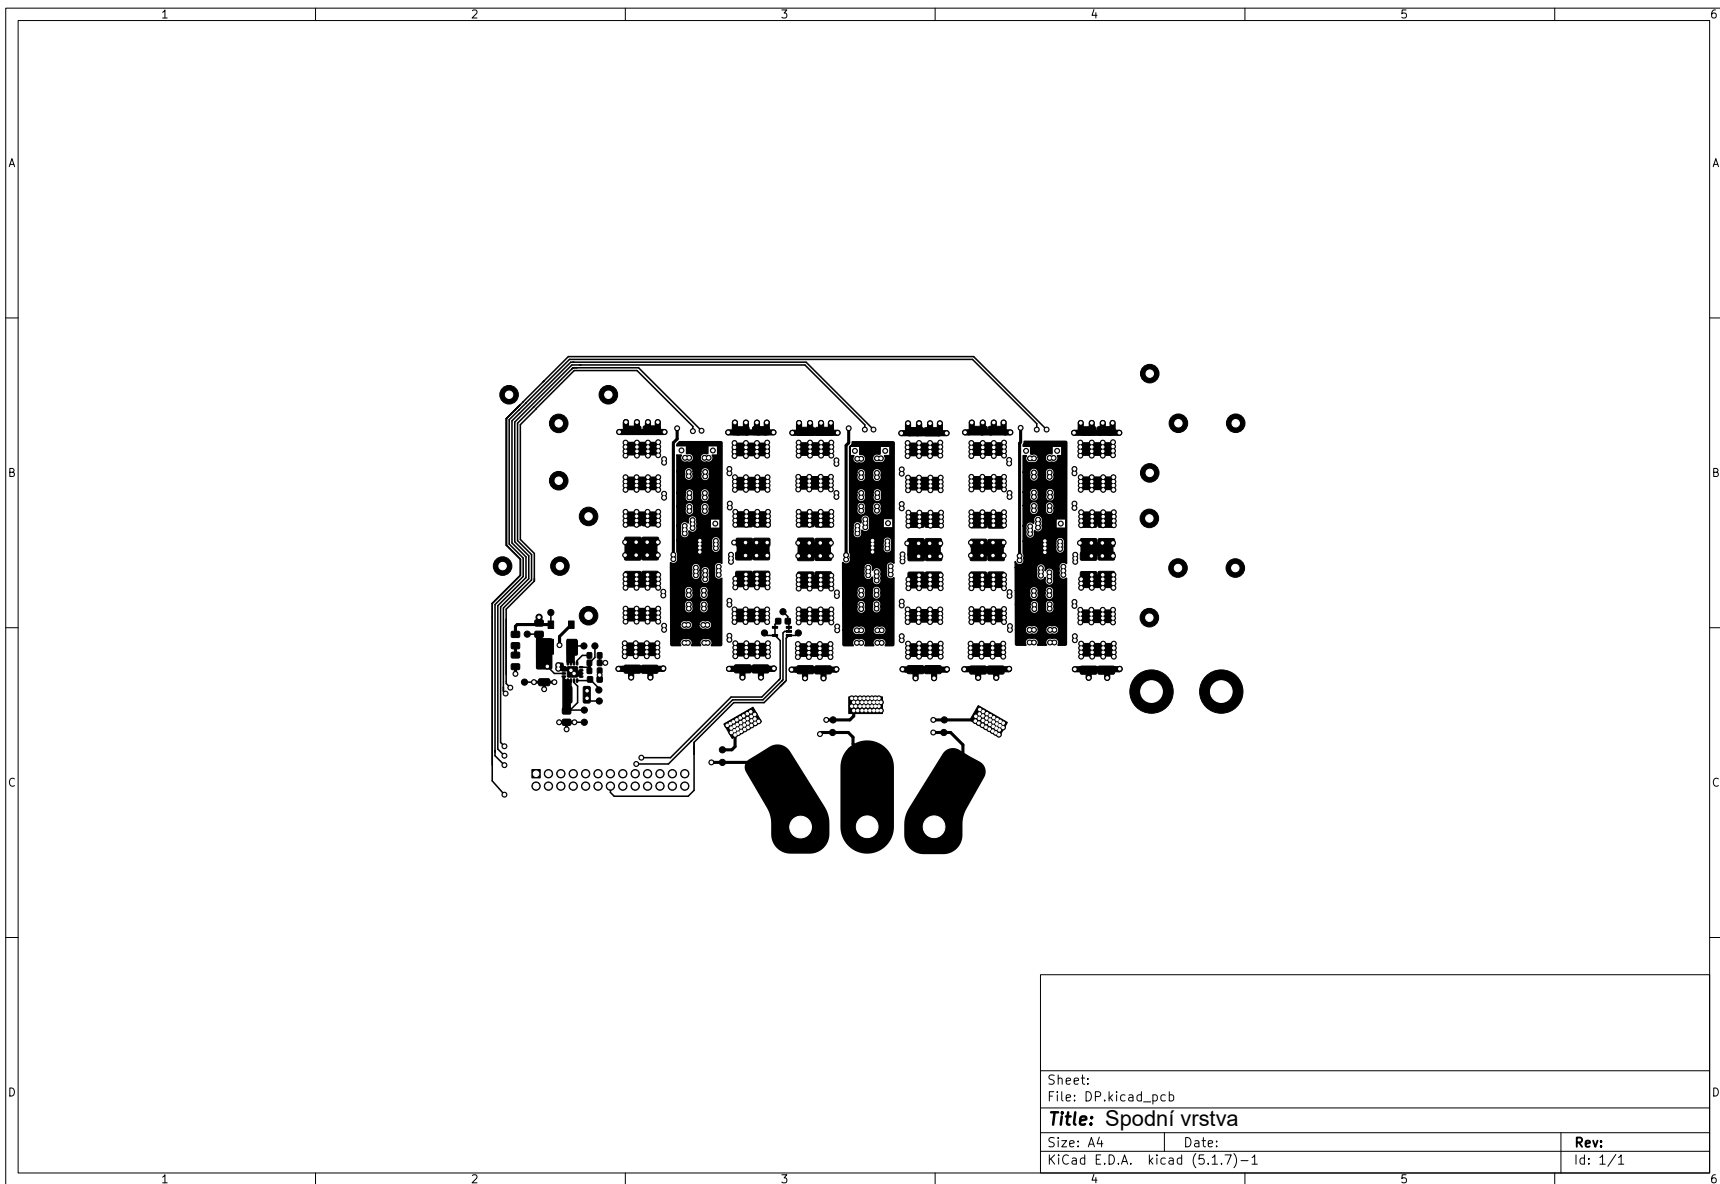 1 2 3 4 5 6
A A
B B
C C
D D
Sheet:
File: DP.kicad_pcb
Title: Spodní vrstva
Size: A4 Date: Rev:
KiCad E.D.A. kicad (5.1.7)-1 Id: 1/1
1 2 3 4 5 6